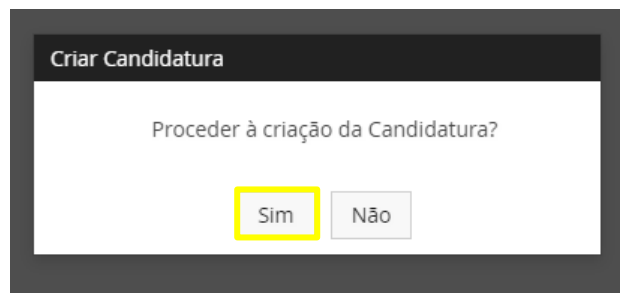 Criar Candidatura
Proceder à criação da Candidatura?
Sim Não